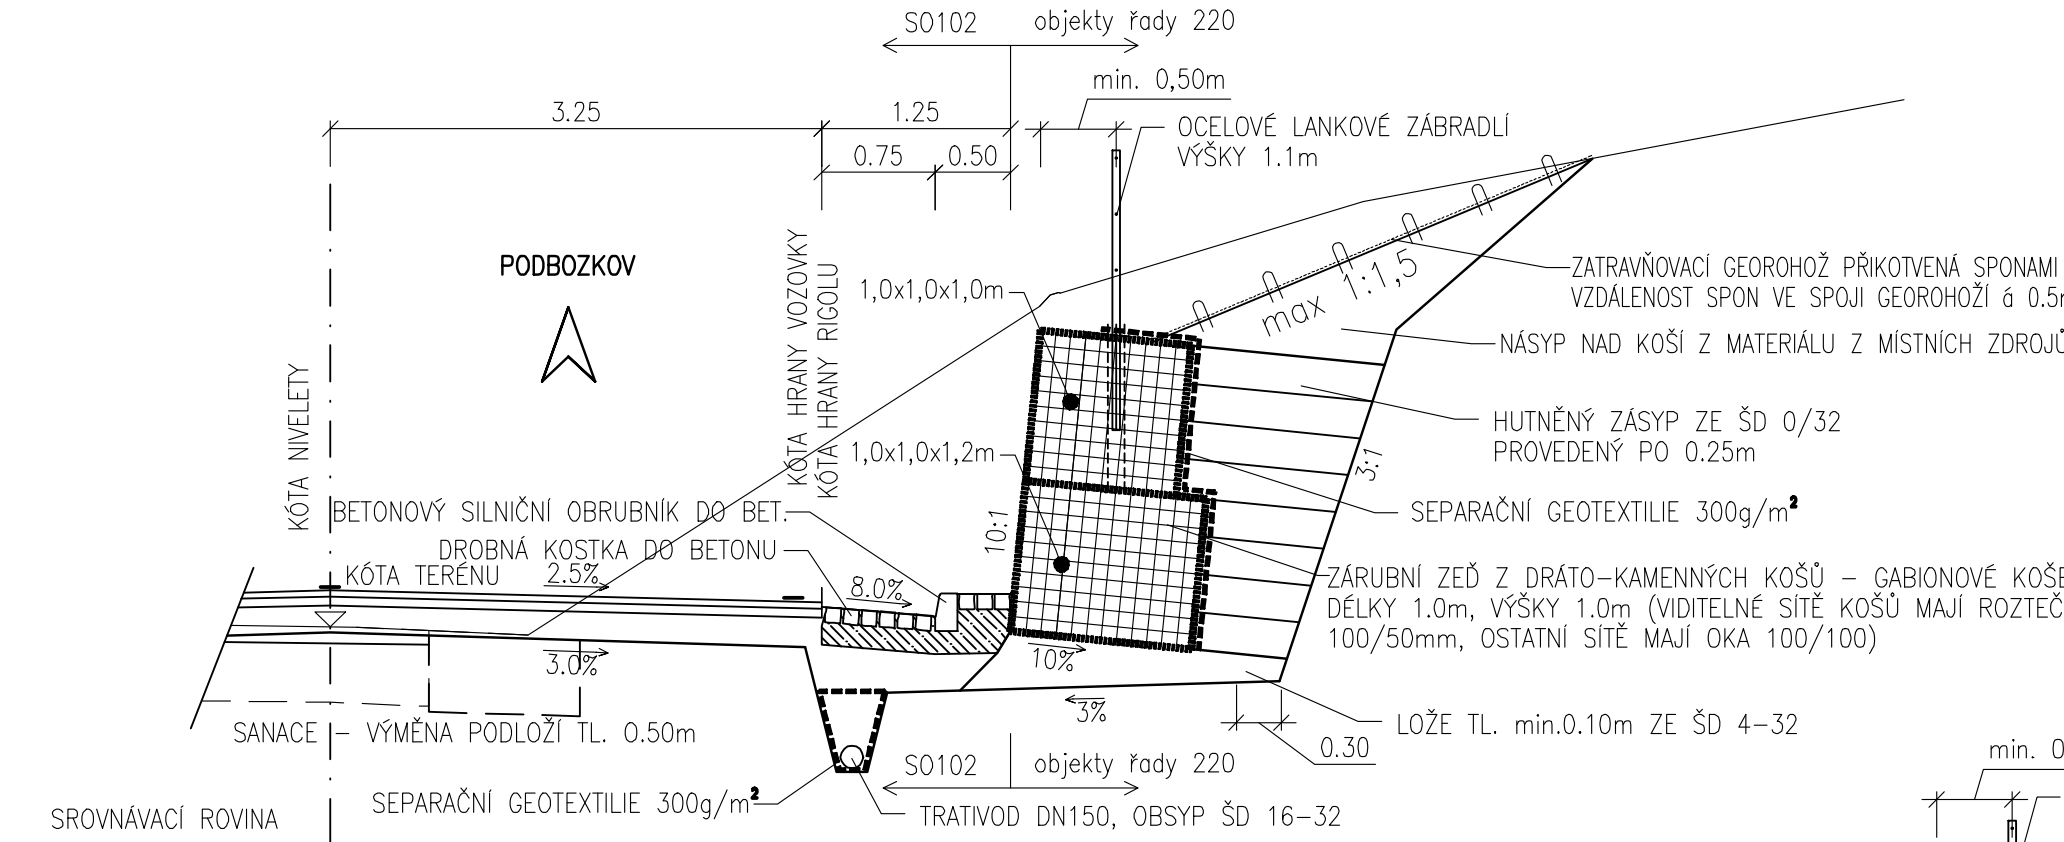 SO102 objekty řady 220
min. 0,50m
3.25
1.25
OCELOVÉ LANKOVÉ ZÁBRADLÍ
VÝŠKY 1.1m
0.75
0.50
PODBOZKOV
KÓTA HRANY VOZOVKY
KÓTA HRANY RIGOLU
1,0x1,0x1,0m
max 1:1,5
ZATRAVŇOVACÍ GEOROHOŽ PŘIKOTVENÁ SPONAMI
VZDÁLENOST SPON VE SPOJI GEOROHOŽÍ á 0.5m
NÁSYP NAD KOŠÍ Z MATERIÁLU Z MÍSTNÍCH ZDROJŮ
KÓTA NIVELETY
HUTNĚNÝ ZÁSYP ZE ŠD 0/32
PROVEDENÝ PO 0.25m
1,0x1,0x1,2m
3:1
SEPARAČNÍ GEOTEXTILIE 300g/m²
BETONOVÝ SILNIČNÍ OBRUBNÍK DO BET.
10:1
DROBNÁ KOSTKA DO BETONU
KÓTA TERÉNU
2.5%
8.0%
ZÁRUBNÍ ZEĎ Z DRÁTO-KAMENNÝCH KOŠŮ - GABIONOVÉ KOŠE
DÉLKY 1.0m, VÝŠKY 1.0m (VIDITELNÉ SÍTĚ KOŠŮ MAJÍ ROZTEČ
100/50mm, OSTATNÍ SÍTĚ MAJÍ OKA 100/100)
3.0%
10%
3%
SANACE - VÝMĚNA PODLOŽÍ TL. 0.50m
LOŽE TL. min.0.10m ZE ŠD 4-32
0.30
SO102 objekty řady 220
min. 0
SEPARAČNÍ GEOTEXTILIE 300g/m²
TRATIVOD DN150, OBSYP ŠD 16-32
SROVNÁVACÍ ROVINA